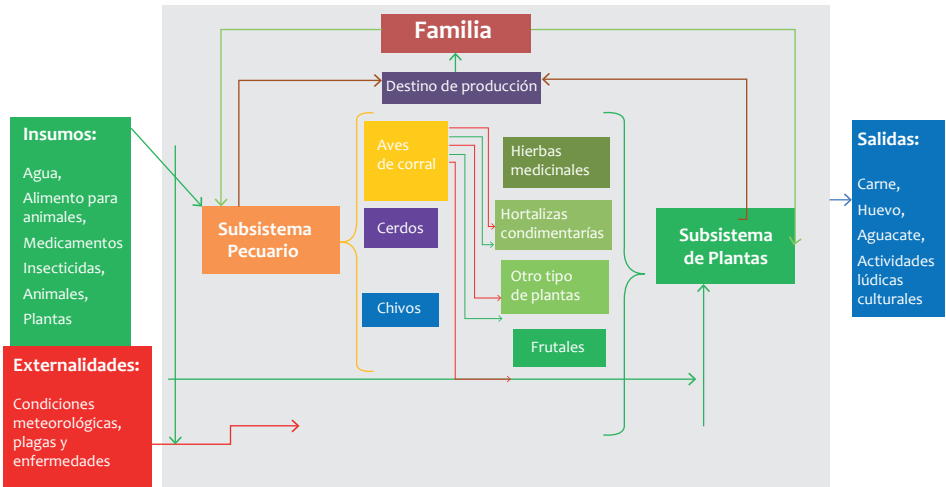 Familia
Destino de producción
Insumos:
Agua,
Alimento para
animales,
Medicamentos
Insecticidas,
Animales,
Plantas
Externalidades:
Condiciones
meteorológicas,
plagas y
enfermedades
Subsistema
Pecuario
Aves
de corral
Cerdos
Chivos
Hierbas
medicinales
Hortalizas
condimentarías
Otro tipo
de plantas
Frutales
Subsistema
de Plantas
Salidas:
Carne,
Huevo,
Aguacate,
Actividades
lúdicas
culturales